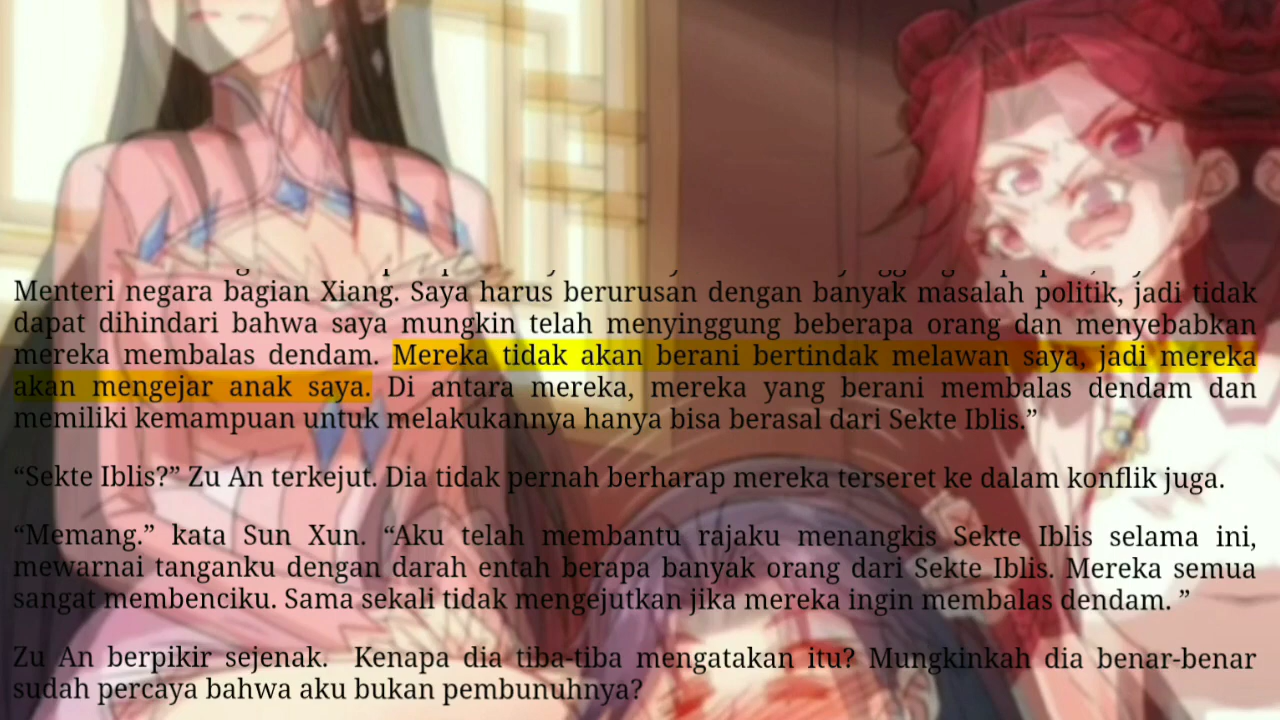 Menteri negara bagian Xiang. Saya harus berurusan dengan banyak masalah politik, jadi tidak
dapat dihindari bahwa saya mungkin telah menyinggung beberapa orang dan menyebabkan
mereka membalas dendam. Mereka tidak akan berani bertindak melawan saya, jadi mereka
akan mengejar anak saya. Di antara mereka, mereka yang berani membalas dendam dan
memiliki kemampuan untuk melakukannya hanya bisa berasal dari Sekte Iblis.”
“Sekte Iblis?” Zu An terkejut. Dia tidak pernah berharap mereka terseret ke dalam konflik juga.
“Memang.” kata Sun Xun. “Aku telah membantu rajaku menangkis Sekte Iblis selama ini,
mewarnai tanganku dengan darah entah berapa banyak orang dari Sekte Iblis. Mereka semua
sangat membenciku. Sama sekali tidak mengejutkan jika mereka ingin membalas dendam. ”
Zu An berpikir sejenak. Kenapa dia tiba-tiba mengatakan itu? Mungkinkah dia benar-benar
sudah percaya bahwa aku bukan pembunuhnya?